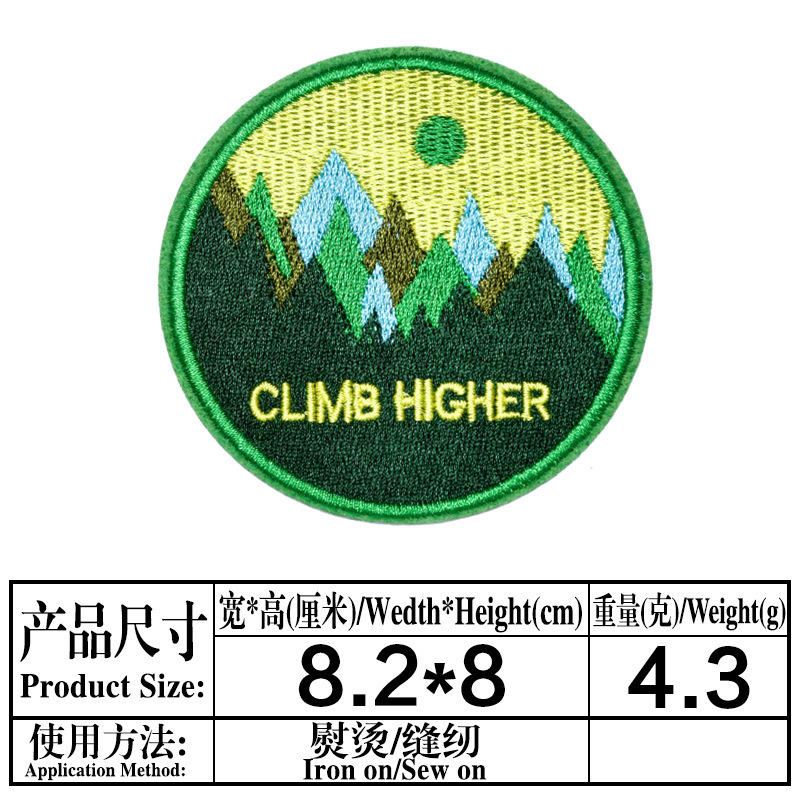 CLIMB HIGHER
产品尺寸
Product Size:
宽*高(厘米)/Wedth*Height(cm)
重量(克)/Weight(g)
8.2*8
4.3
使用方法:
Application Method:
熨烫/缝纫
Iron on/Sew on